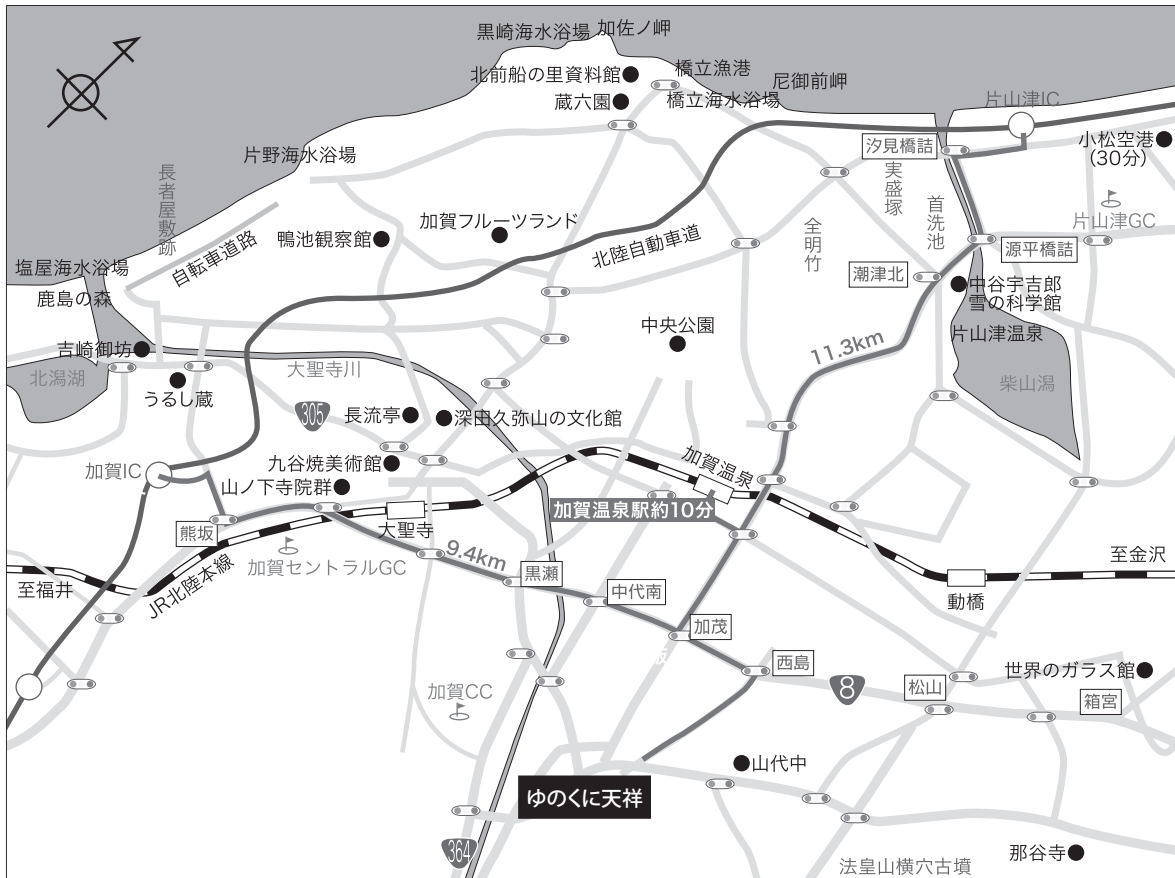 黒崎海水浴場
加佐ノ岬
北前船の里資料館
橋立漁港
尼御前岬
蔵六園
橋立海水浴場
片山津IC
小松空港
(30分)
汐見橋詰
片野海水浴場
実盛塚
長者屋敷跡
首洗池
片山津GC
加賀フルーツランド
鴨池観察館
全明竹
源平橋詰
自転車道路
北陸自動車道
塩屋海水浴場
潮津北
中谷宇吉郎
雪の科学館
鹿島の森
中央公園
片山津温泉
吉崎御坊
11.3km
大聖寺川
北潟湖
柴山潟
うるし蔵
305
長流亭
深田久弥山の文化館
加賀IC
九谷焼美術館
加賀温泉
山ノ下寺院群
加賀温泉駅約10分
熊坂
大聖寺
9.4km
至金沢
加賀セントラルGC
黒瀬
至福井
JR北陸本線
中代南
動橋
加茂
西島
世界のガラス館
8
松山
加賀CC
箱宮
山代中
ゆのくに天祥
364
那谷寺
法皇山横穴古墳